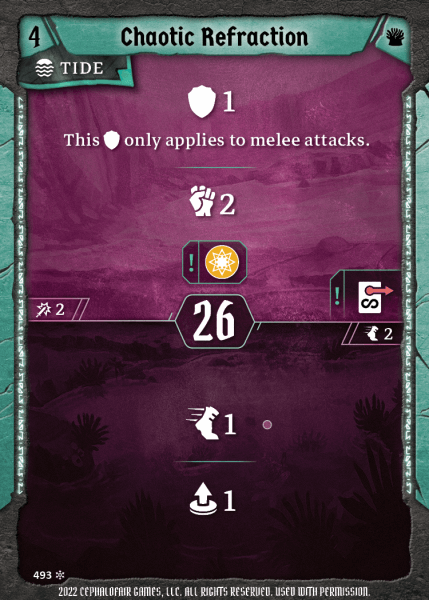 4
Chaotic Refraction
TIDE
1
This only applies to melee attacks.
2
!
!
2
26
2
1
1
493
2022 CEPHALOFAIR GAMES, LLC. ALL RIGHTS RESERVED. USED WITH PERMISSION.